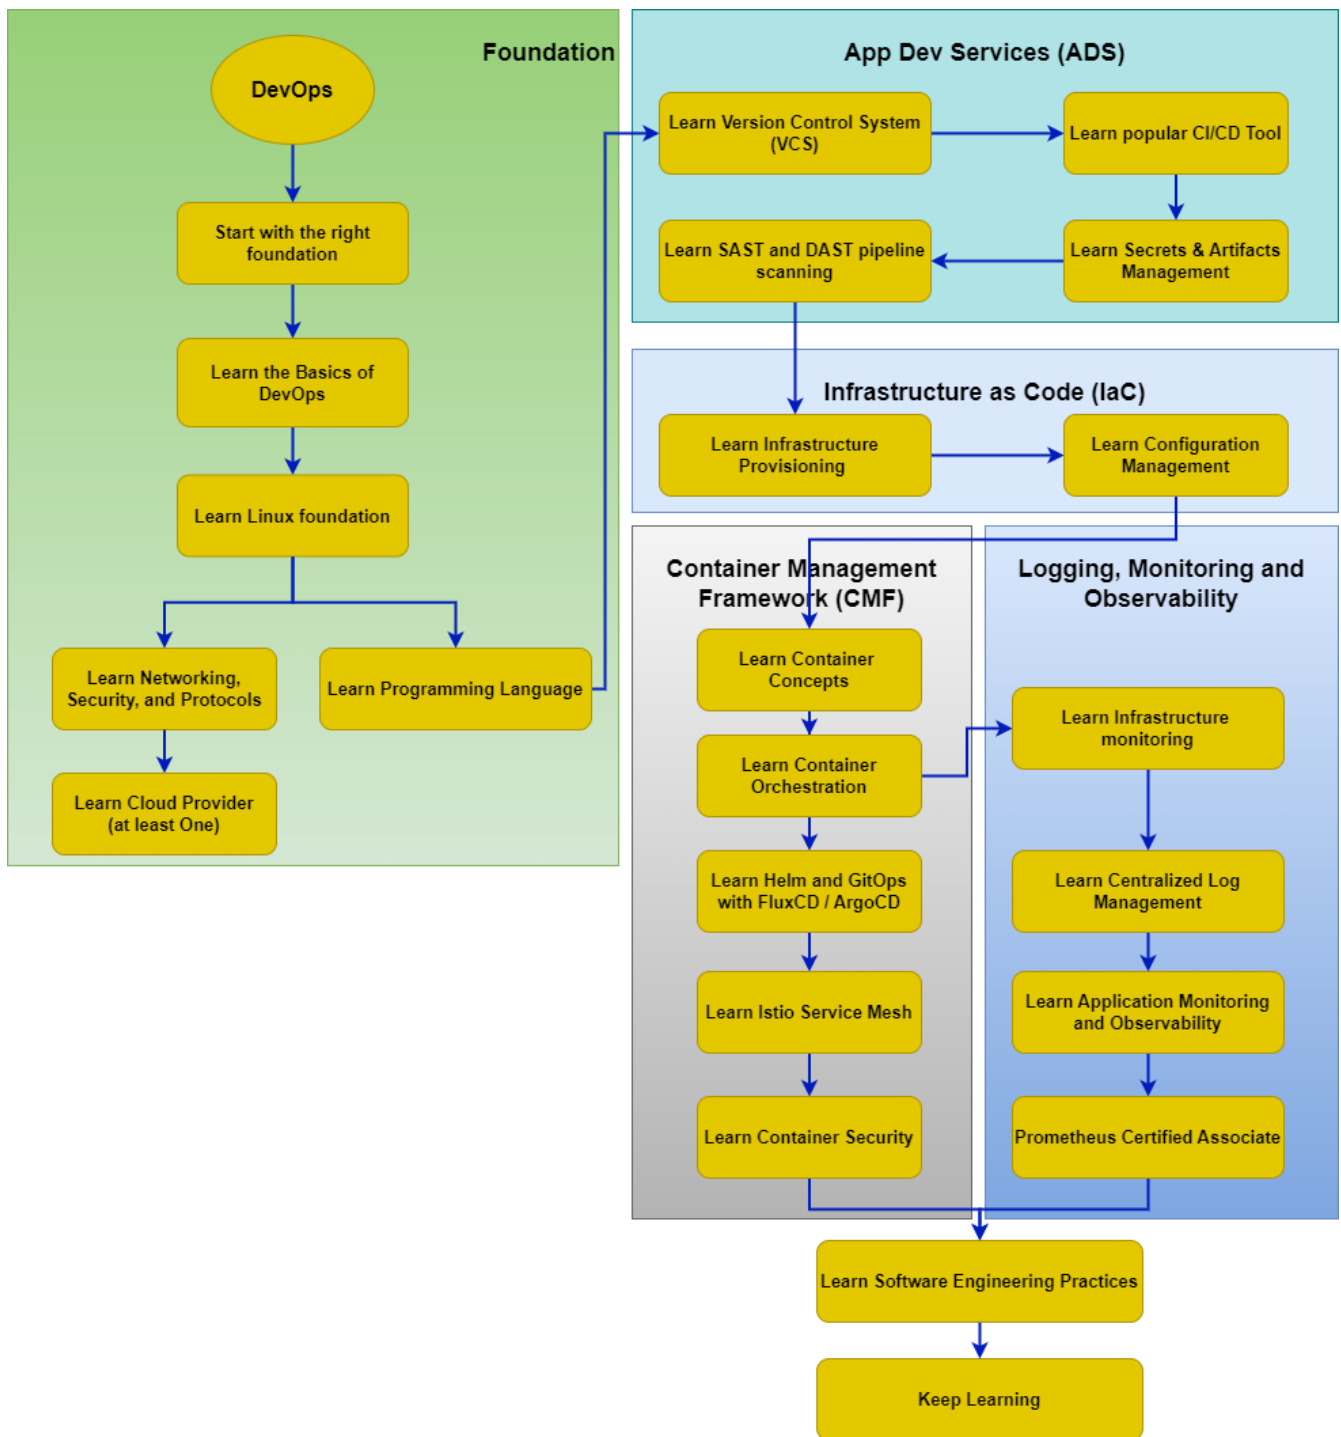 Foundation
DevOps
Start with the right
foundation
Learn the Basics of
DevOps
Learn Linux foundation
Learn Networking,
Security, and Protocols
Learn Programming Language
Learn Cloud Provider
(at least One)
App Dev Services (ADS)
Learn Version Control System
(VCS)
Learn popular CI/CD Tool
Learn SAST and DAST pipeline
scanning
Learn Secrets & Artifacts
Management
Infrastructure as Code (IaC)
Learn Infrastructure
Provisioning
Learn Configuration
Management
Container Management
Framework (CMF)
Learn Container
Concepts
Learn Container
Orchestration
Learn Helm and GitOps
with FluxCD / ArgoCD
Learn Istio Service Mesh
Learn Container Security
Logging, Monitoring and
Observability
Learn Infrastructure
monitoring
Learn Centralized Log
Management
Learn Application Monitoring
and Observability
Prometheus Certified Associate
Learn Software Engineering Practices
Keep Learning